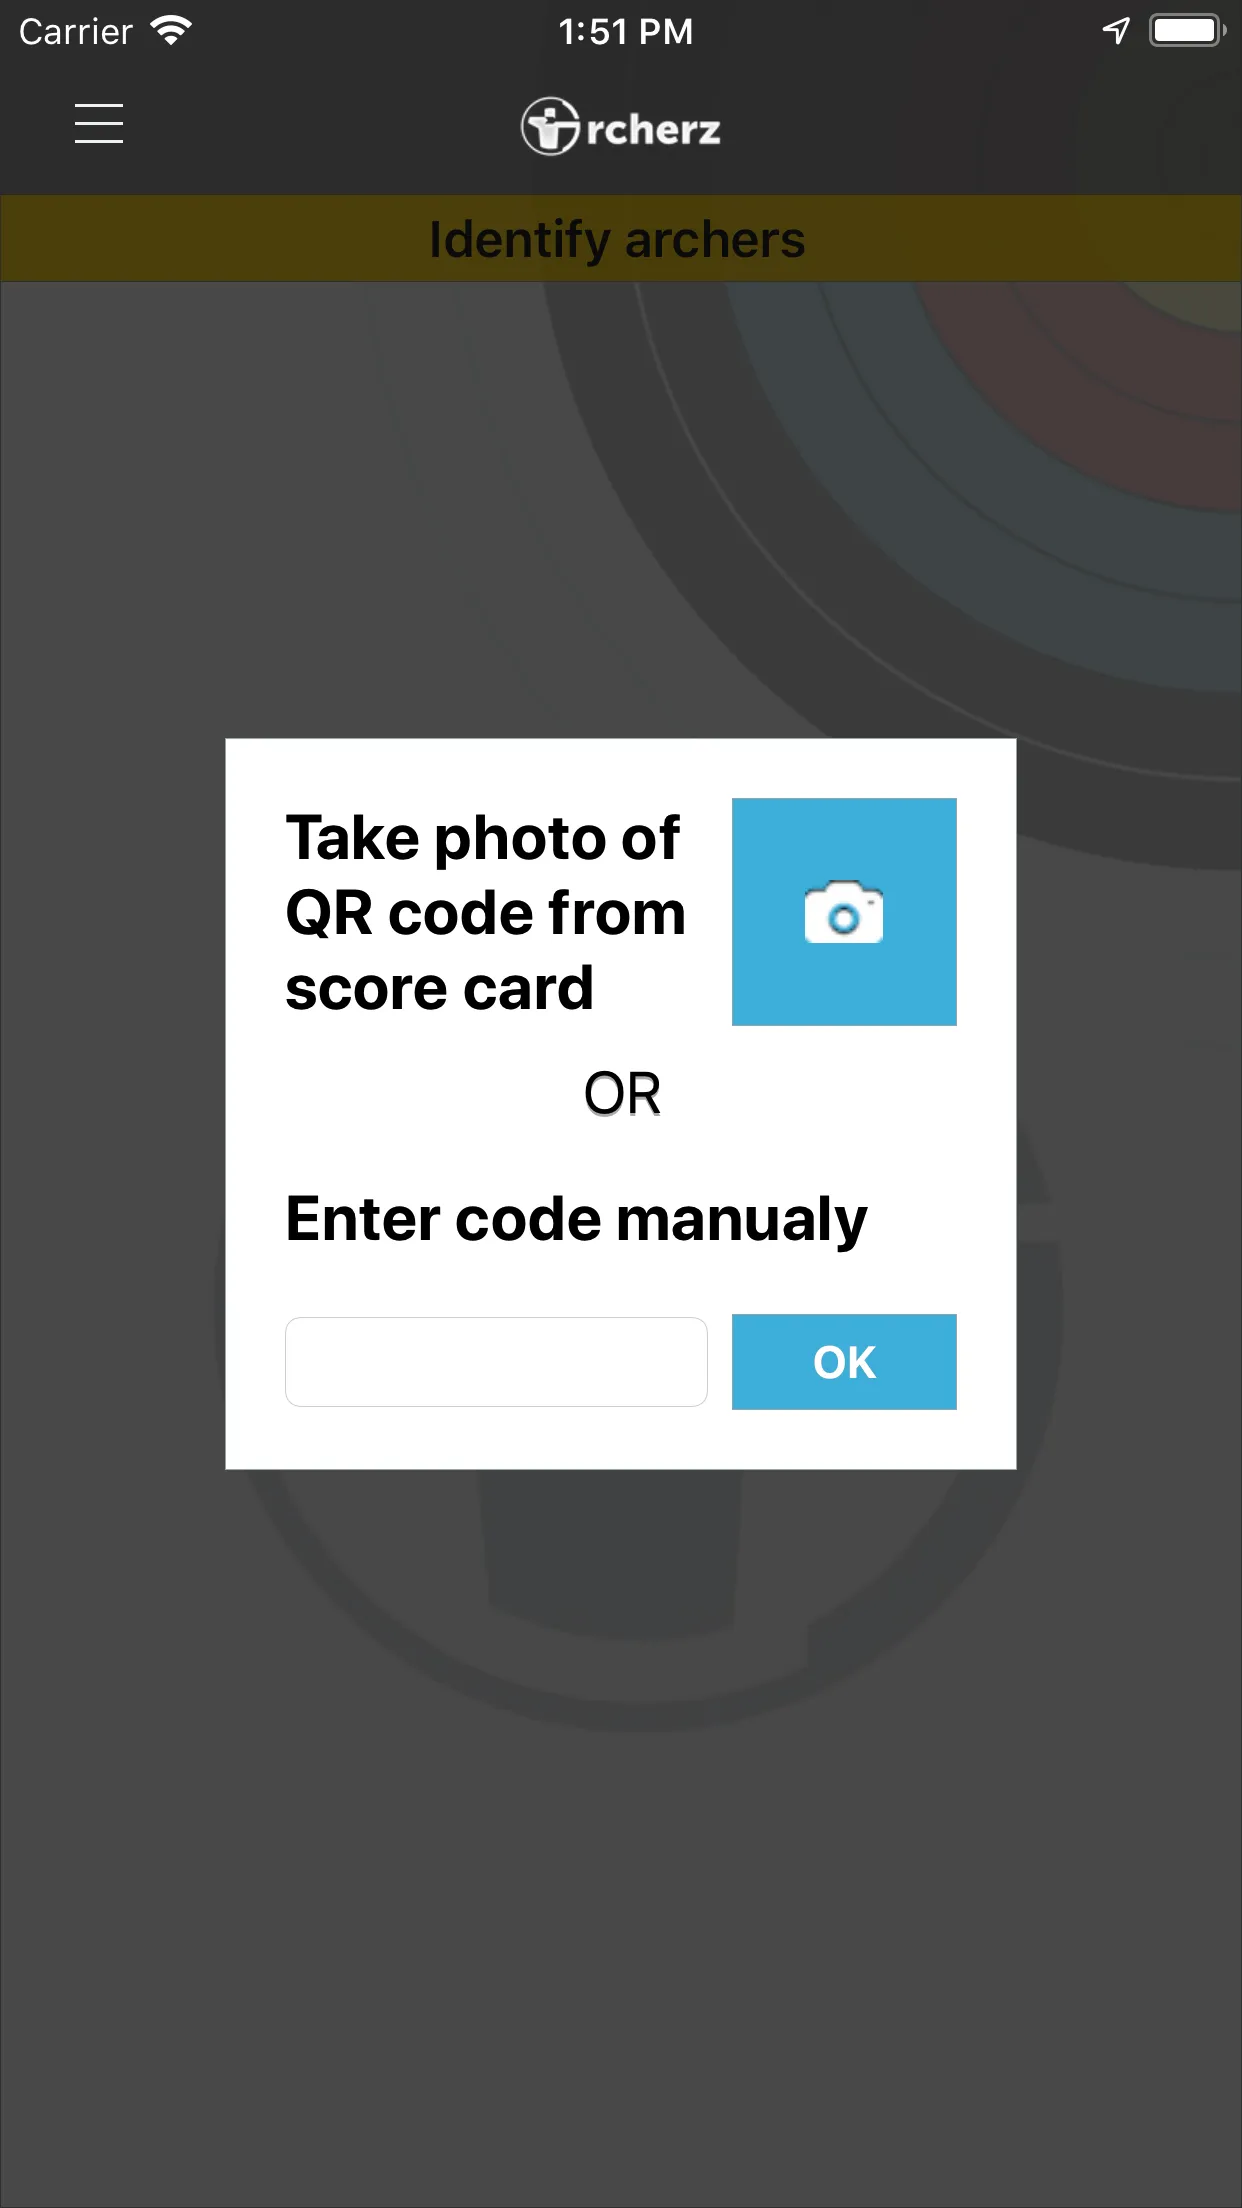 Carrier
1:51 PM
rcherz
Identify archers
Take photo of
QR code from
score card
OR
Enter code manualy
OK